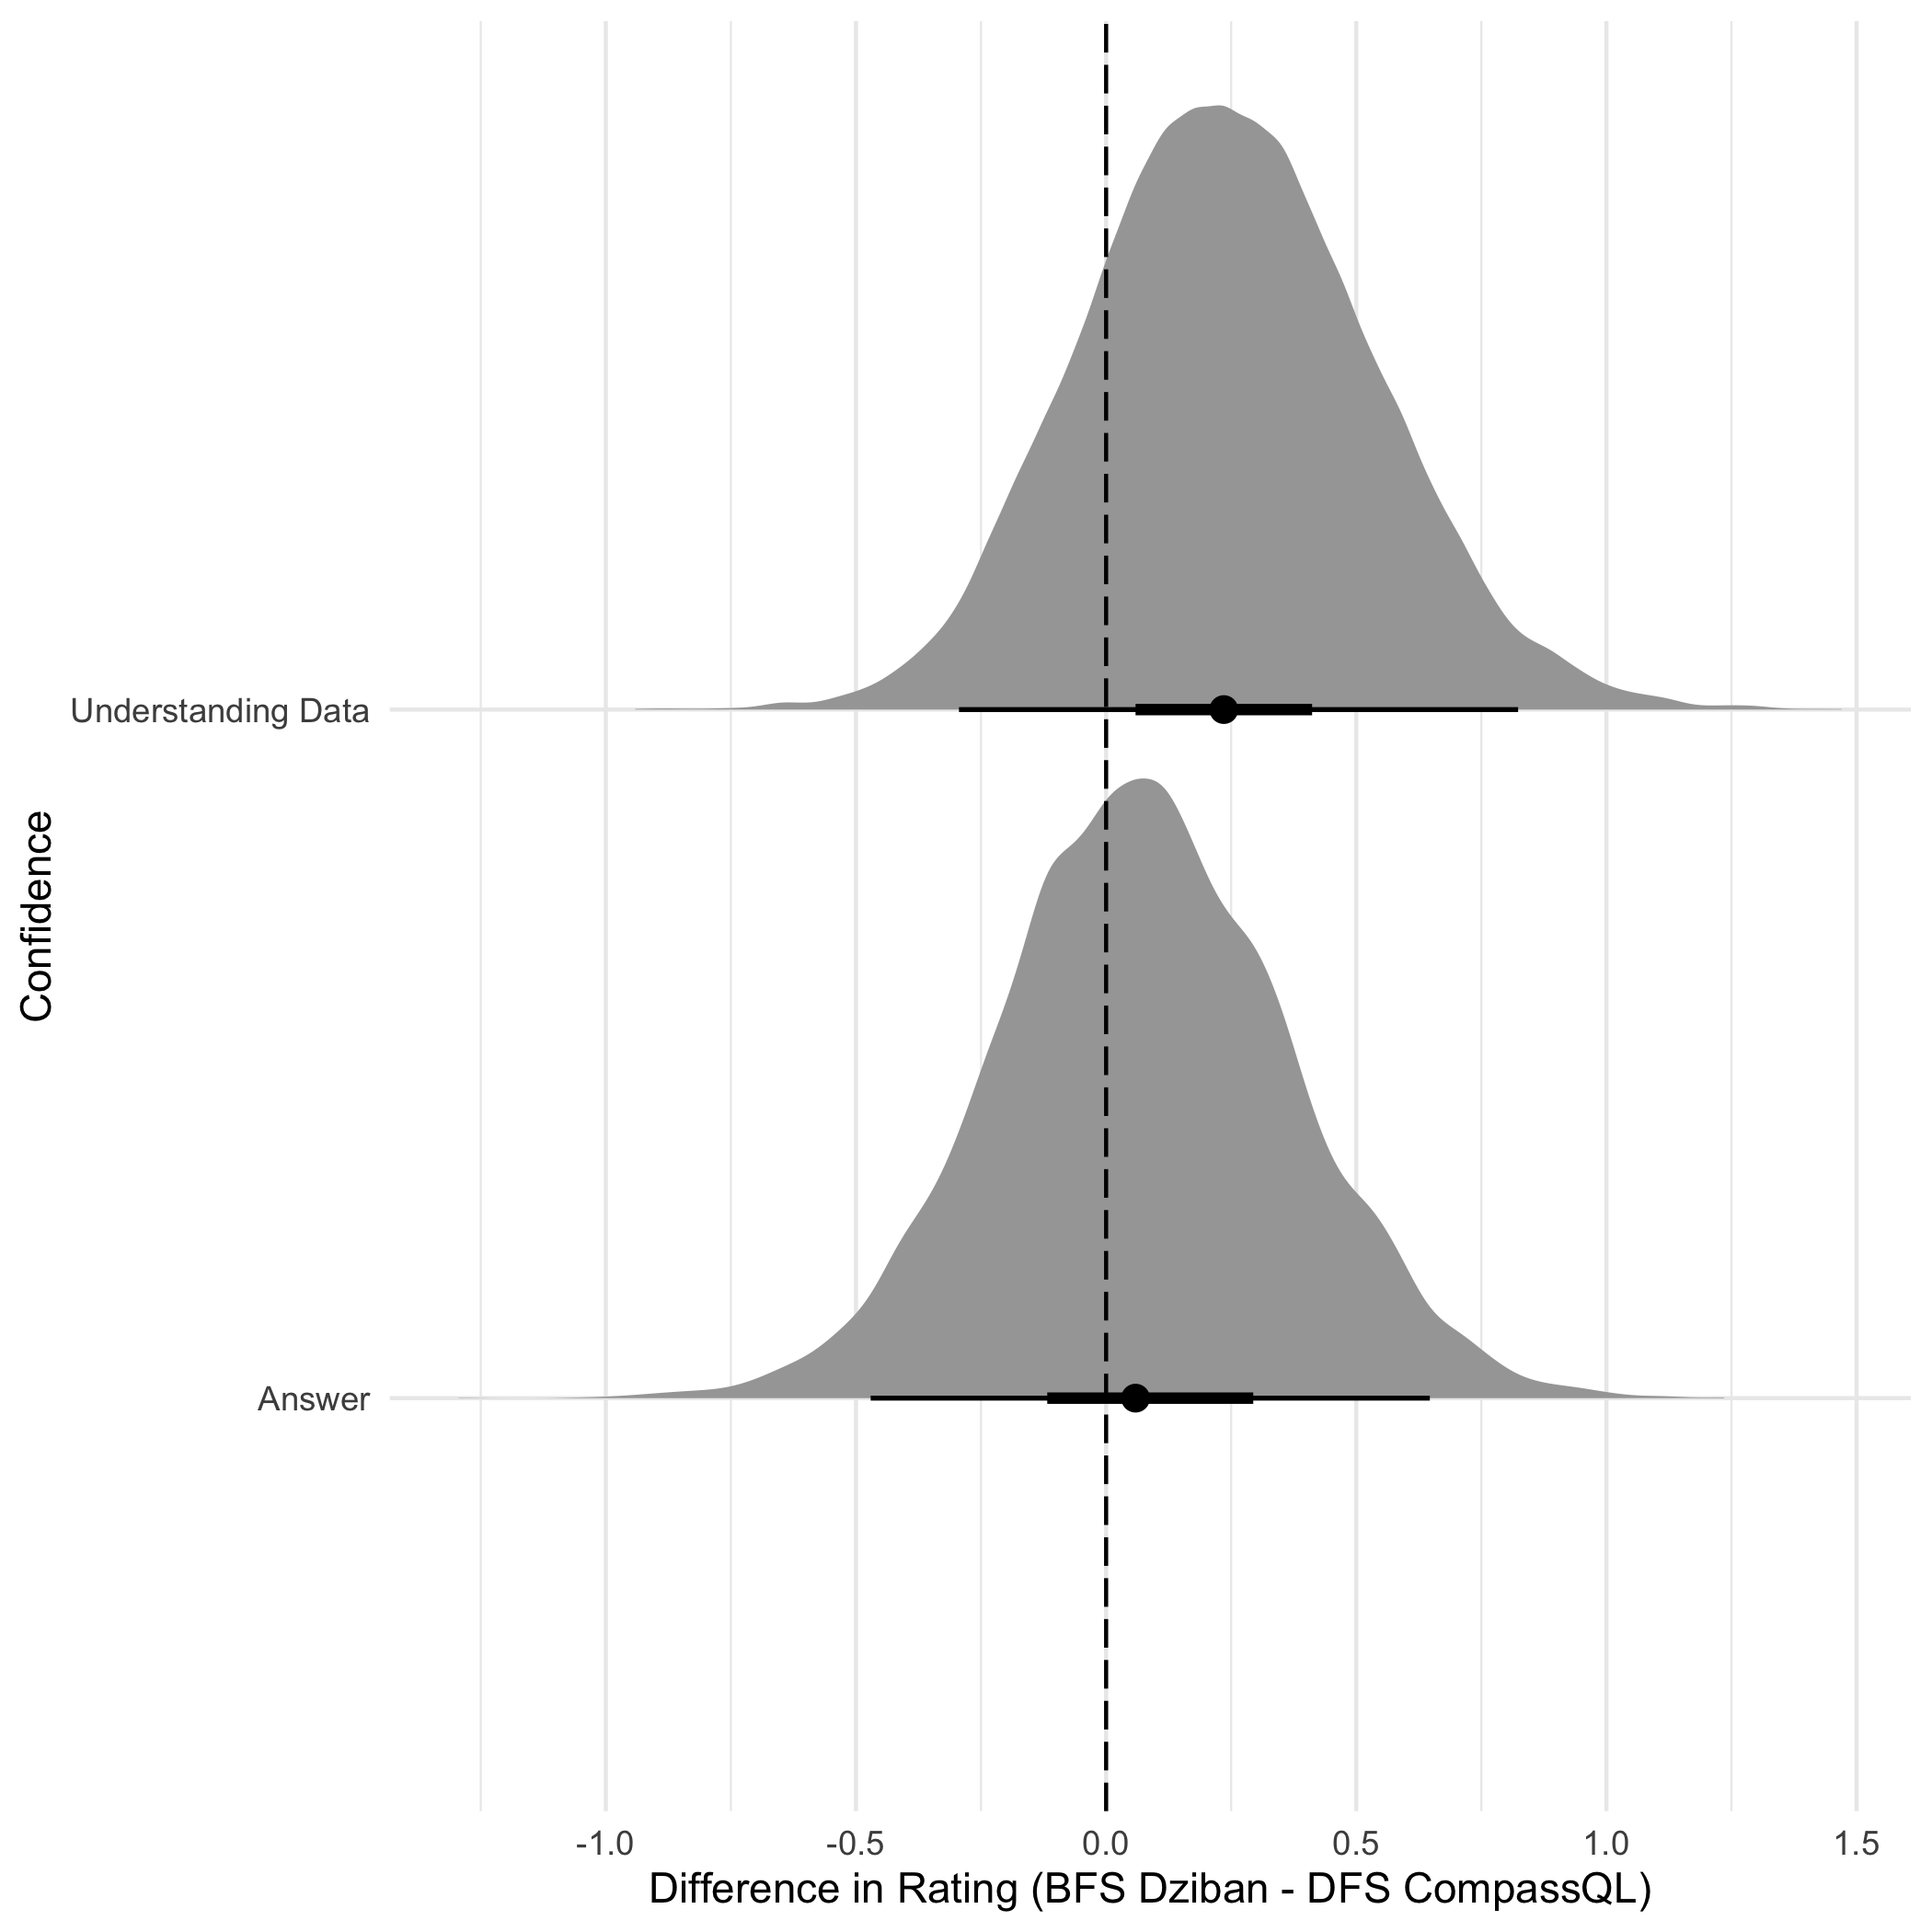 Understanding Data
Confidence
Answer
-1.0 -0.5 0.0 0.5 1.0 1.5
Difference in Rating (BFS Dziban - DFS CompassQL)